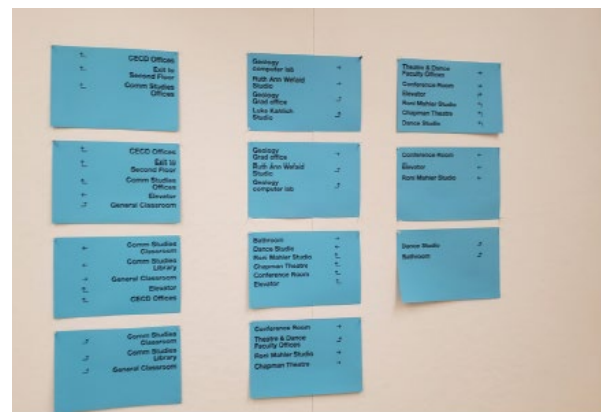 CECD Offices
Exit to
Second Floor
Comm Studies
Offices
CECD Offices
Exit to
Second Floor
Comm Studies
Offices
Elevator
General Classroom
Comm Studies
Classroom
Comm Studies
Library
General Classroom
Elevator
CECD Offices
Comm Studies
Classroom
Comm Studies
Library
General Classroom
Geology
computer lab
Ruth Ann
Studio
Geology
Grad office
Luke Kahlich
Studio
Geology
Grad office
Ruth Ann
Studio
Geology
computer lab
Bathroom
Dance Studio
Roni Mahler Studio
Chapman Theatre
Conference Room
Elevator
Conference Room
Theatre & Dance
Faculty Offices
Roni Mahler Studio
Chapman Theatre
Theatre & Dance
Faculty Offices
Conference Room
Elevator
Roni Mahler Studio
Chapman Theatre
Dance Studio
Conference Room
Elevator
Roni Mahler Studio
Dance Studio
Bathroom